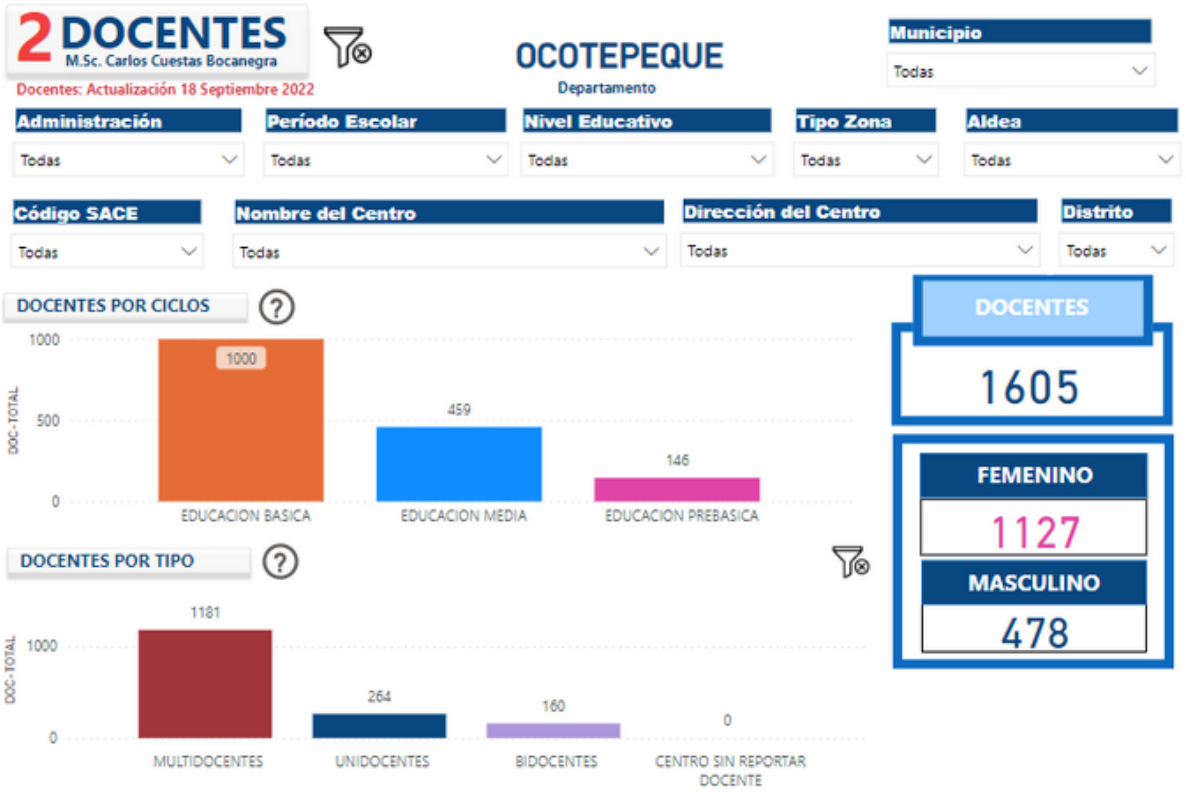 2 DOCENTES
M.Sc. Carlos Cuestas Bocanegra
Docentes: Actualización 18 Septiembre 2022
OCOTEPEQUE
Departamento
Municipio
Todas
Administración
Período Escolar
Nivel Educativo
Tipo Zona
Aldea
Todas
Todas
Todas
Todas
Todas
Código SACE
Nombre del Centro
Dirección del Centro
Distrito
Todas
Todas
Todas
Todas
DOCENTES POR CICLOS
?
DOC-TOTAL
1000
500
0
1000
459
146
EDUCACION BASICA
EDUCACION MEDIA
EDUCACION PREBASICA
DOCENTES
1605
FEMENINO
1127
MASCULINO
478
DOCENTES POR TIPO
?
DOC-TOTAL
1000
0
1181
264
160
0
MULTIDOCENTES
UNIDOCENTES
BIDOCENTES
CENTRO SIN REPORTAR
DOCENTE